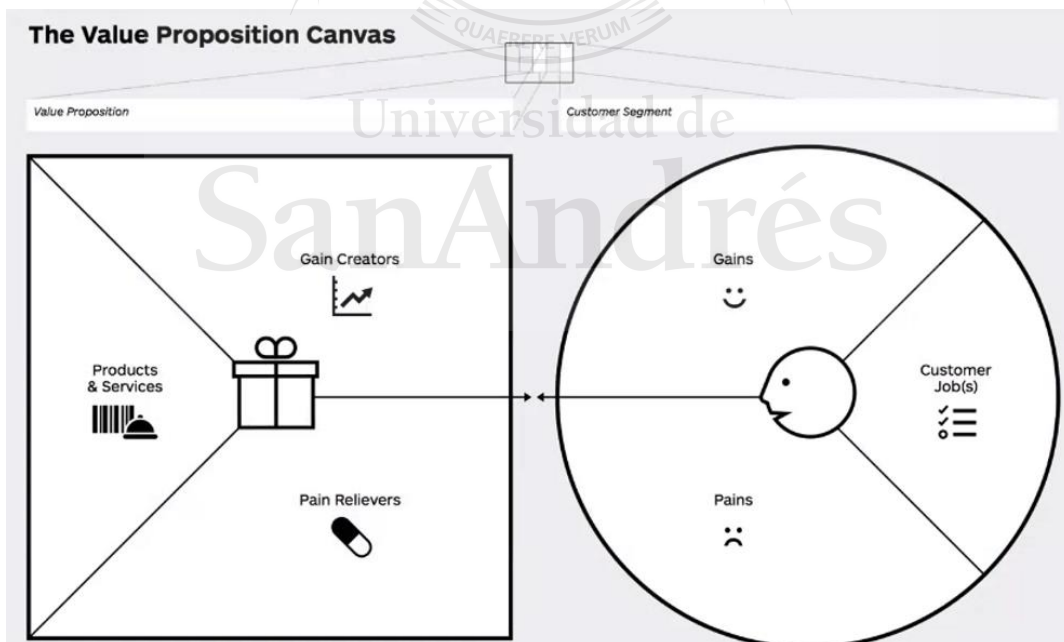 The Value Proposition Canvas
QUAERERE VERUM
Universidad de
SanAndrés
Value Proposition
Customer Segment
Gain Creators
Products
& Services
Pain Relievers
Gains
Customer
Job(s)
Pains